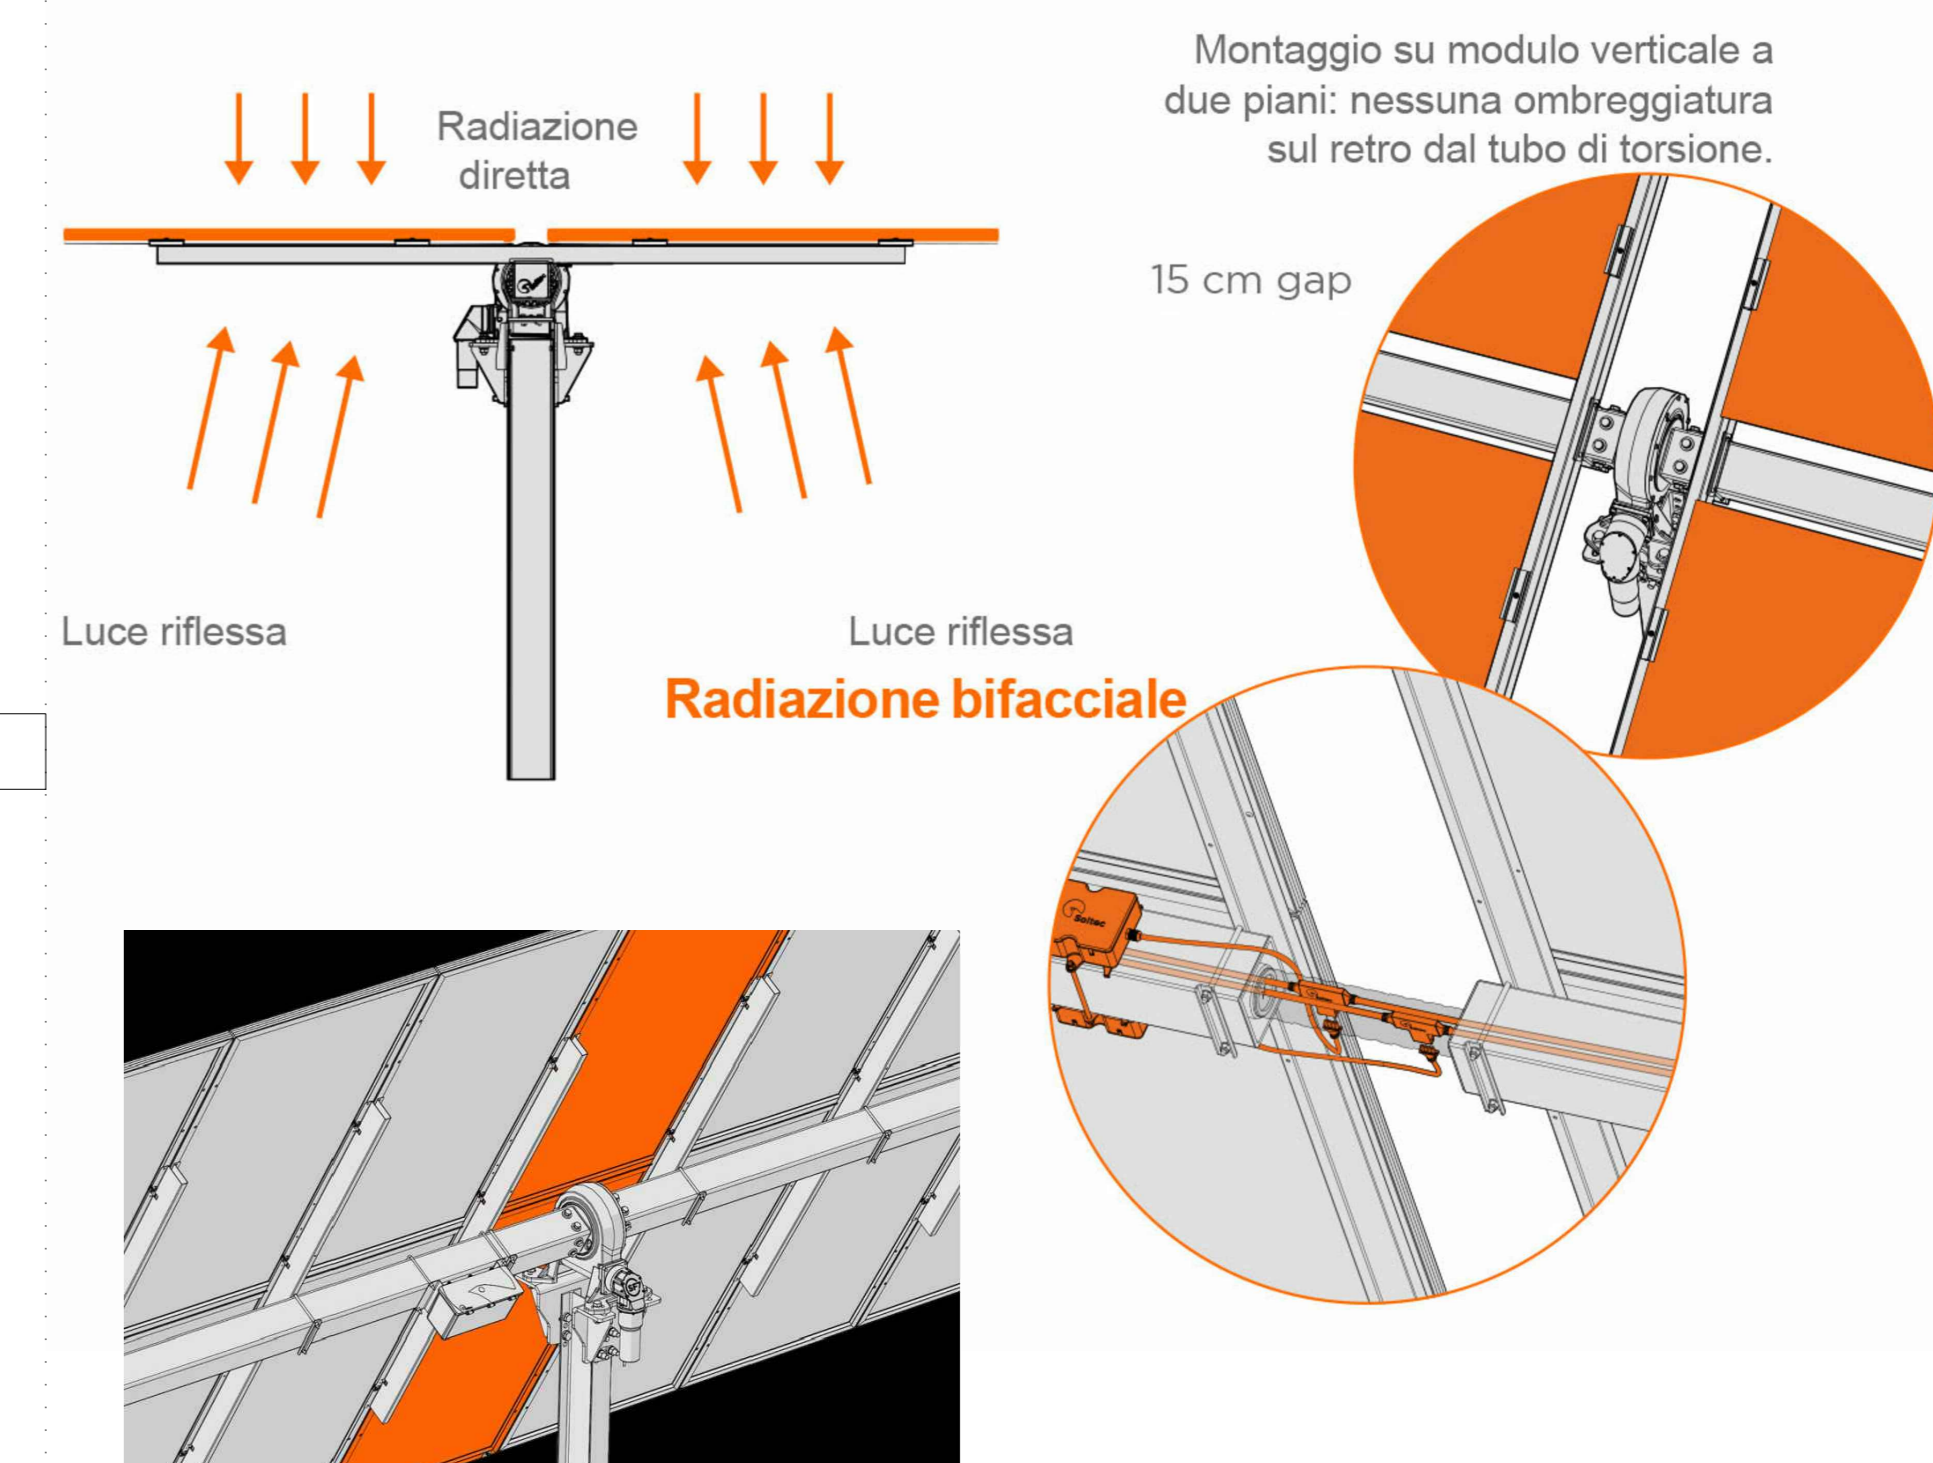 Montaggio su modulo verticale a
due piani: nessuna ombreggiatura
sul retro dal tubo di torsione.
Radiazione
diretta
15 cm gap
Luce riflessa
Luce riflessa
Radiazione bifacciale
Soltec